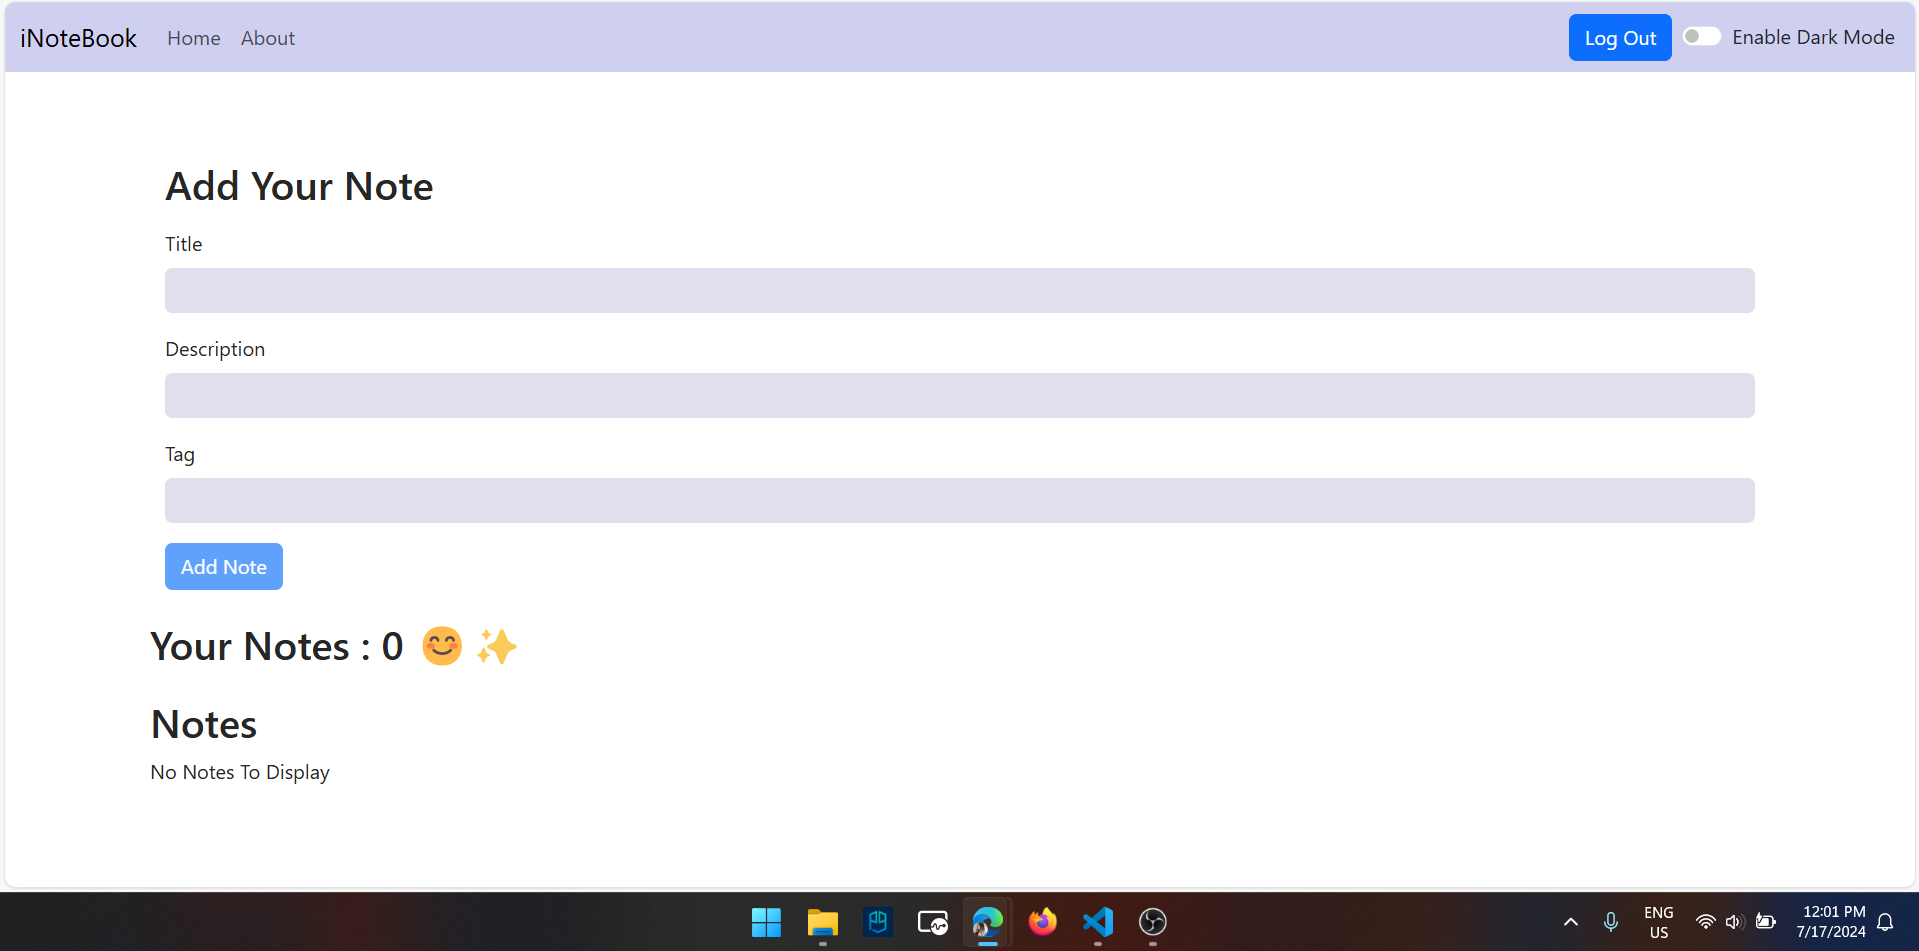 iNoteBook Home About Log Out Enable Dark Mode
Add Your Note
Title
Description
Tag
Add Note
Your Notes : 0 😊 ✨
Notes
No Notes To Display
ENG
US
12:01 PM
7/17/2024